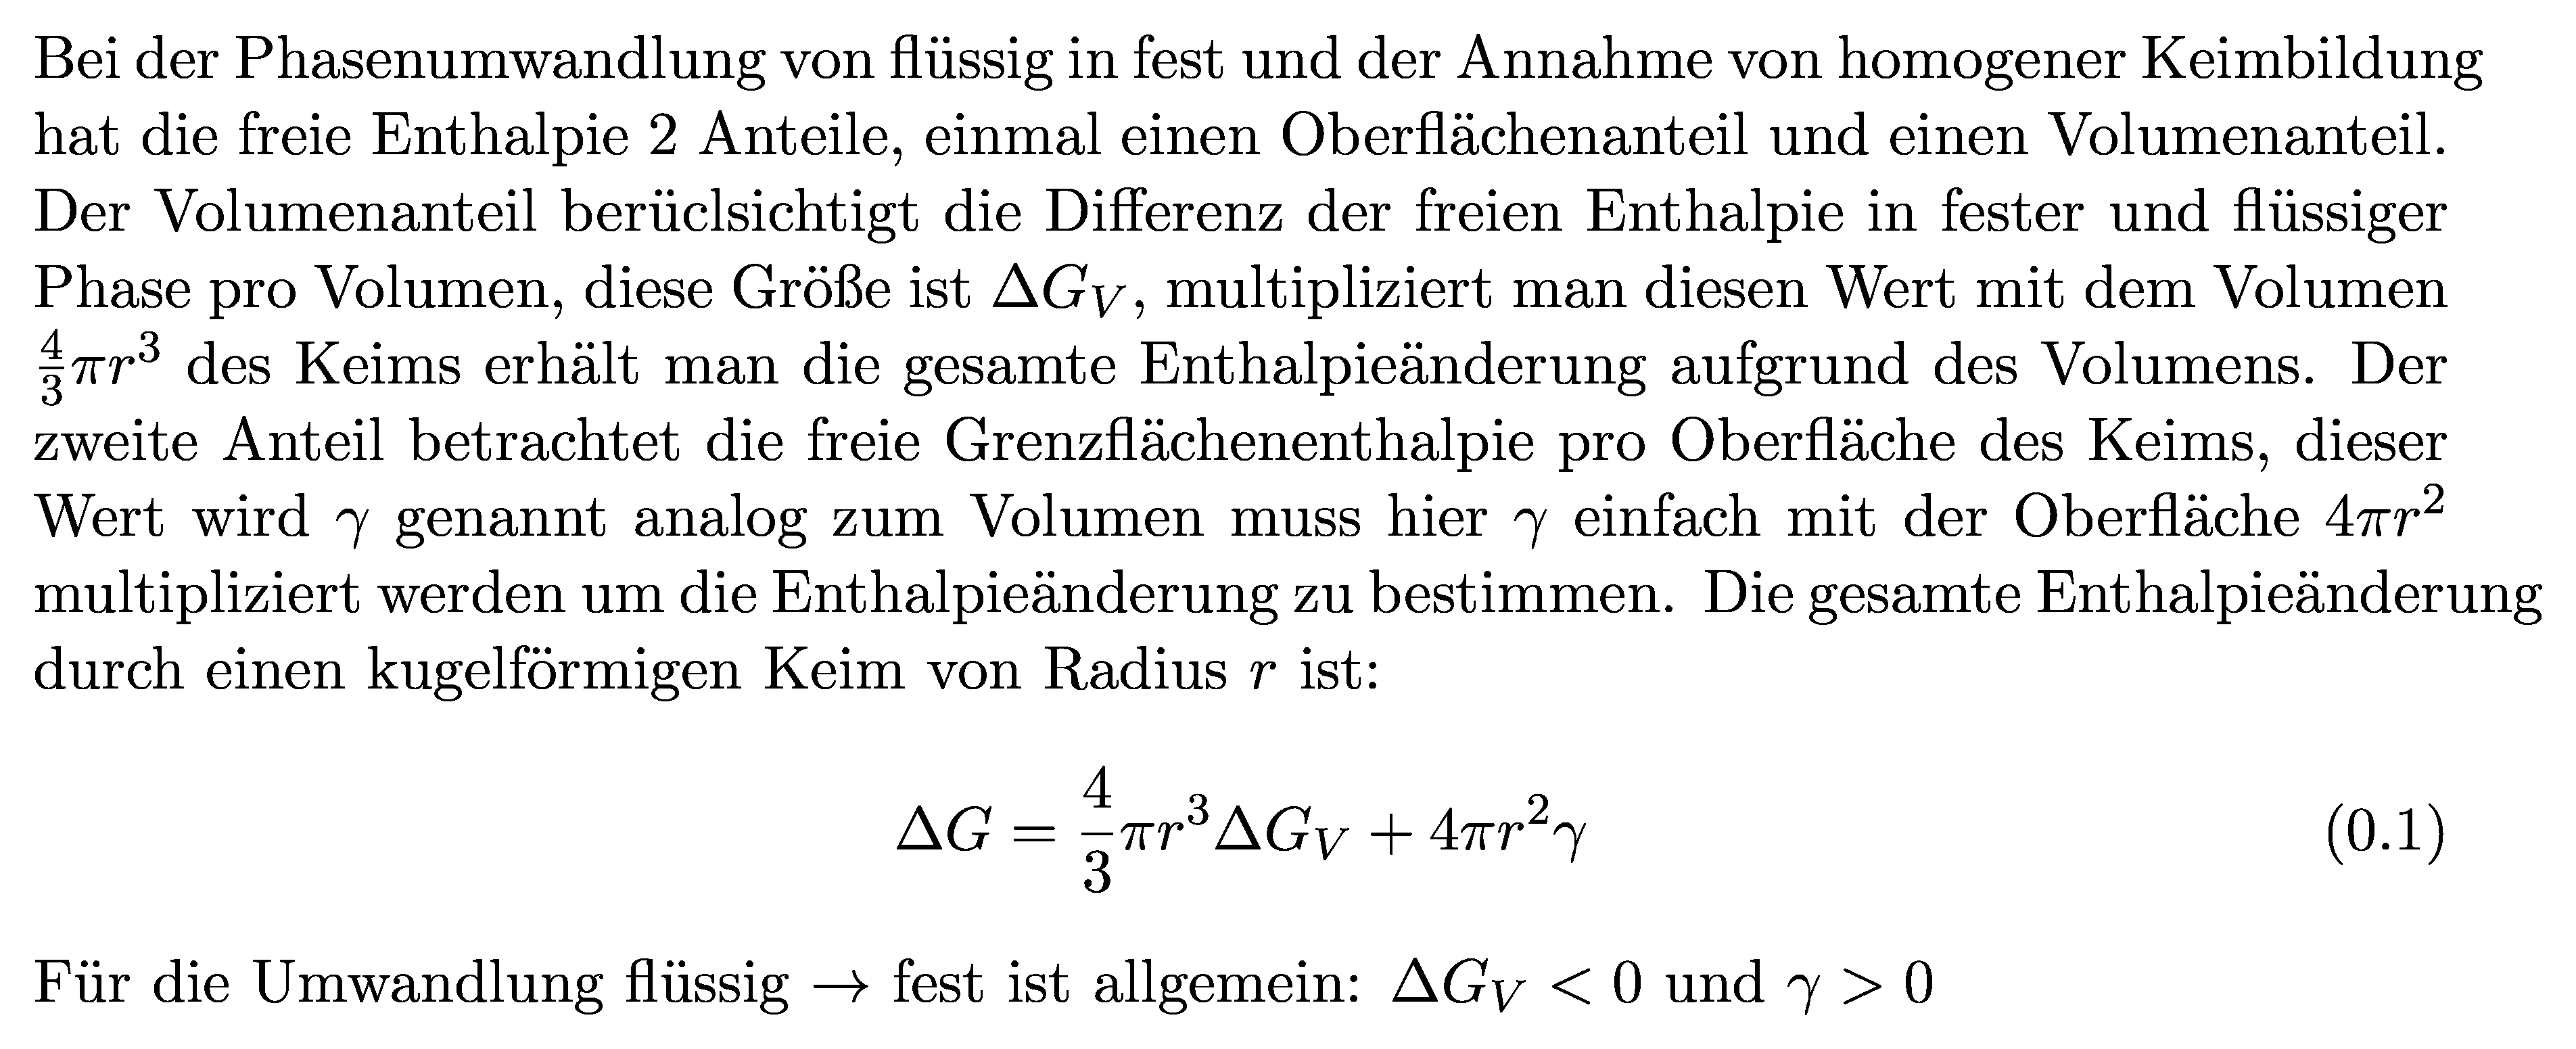 Bei der Phasenumwandlung von flüssig in fest und der Annahme von homogener Keimbildung
hat die freie Enthalpie 2 Anteile, einmal einen Oberflächenanteil und einen Volumenanteil.
Der Volumenanteil berüclsichtigt die Differenz der freien Enthalpie in fester und flüssiger
Phase pro Volumen, diese Größe ist $\Delta G_V$, multipliziert man diesen Wert mit dem Volumen
$\frac{4}{3}\pi r^3$ des Keims erhält man die gesamte Enthalpieänderung aufgrund des Volumens. Der
zweite Anteil betrachtet die freie Grenzflächenenthalpie pro Oberfläche des Keims, dieser
Wert wird $\gamma$ genannt analog zum Volumen muss hier $\gamma$ einfach mit der Oberfläche $4\pi r^2$
multipliziert werden um die Enthalpieänderung zu bestimmen. Die gesamte Enthalpieänderung
durch einen kugelförmigen Keim von Radius $r$ ist:
$\Delta G = \frac{4}{3}\pi r^3 \Delta G_V + 4\pi r^2 \gamma$ (0.1)
Für die Umwandlung flüssig $\rightarrow$ fest ist allgemein: $\Delta G_V < 0$ und $\gamma > 0$